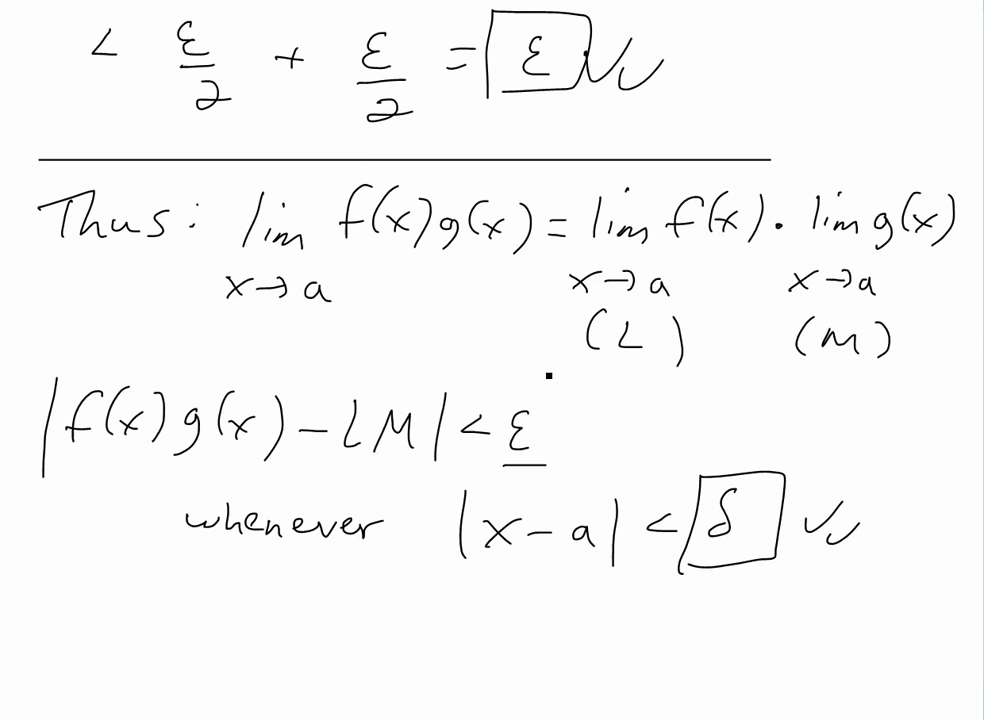 < ε/2 + ε/2 = ε ✓✓
Thus: lim f(x)g(x) = lim f(x) · lim g(x)
x→a x→a x→a
(L) (M)
|f(x)g(x) - LM| < ε
whenever |x - a| < δ ✓✓